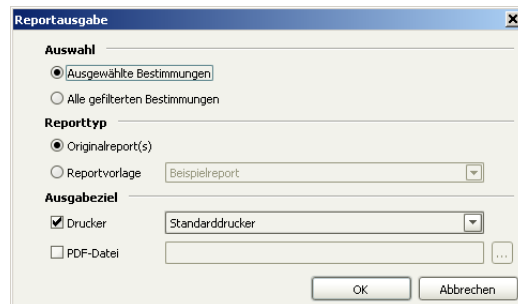 Reportausgabe
Auswahl
Ausgewählte Bestimmungen
Alle gefilterten Bestimmungen
Reporttyp
Originalreport(s)
Reportvorlage Beispielreport
Ausgabeziel
Drucker Standarddrucker
PDF-Datei ...
OK Abbrechen